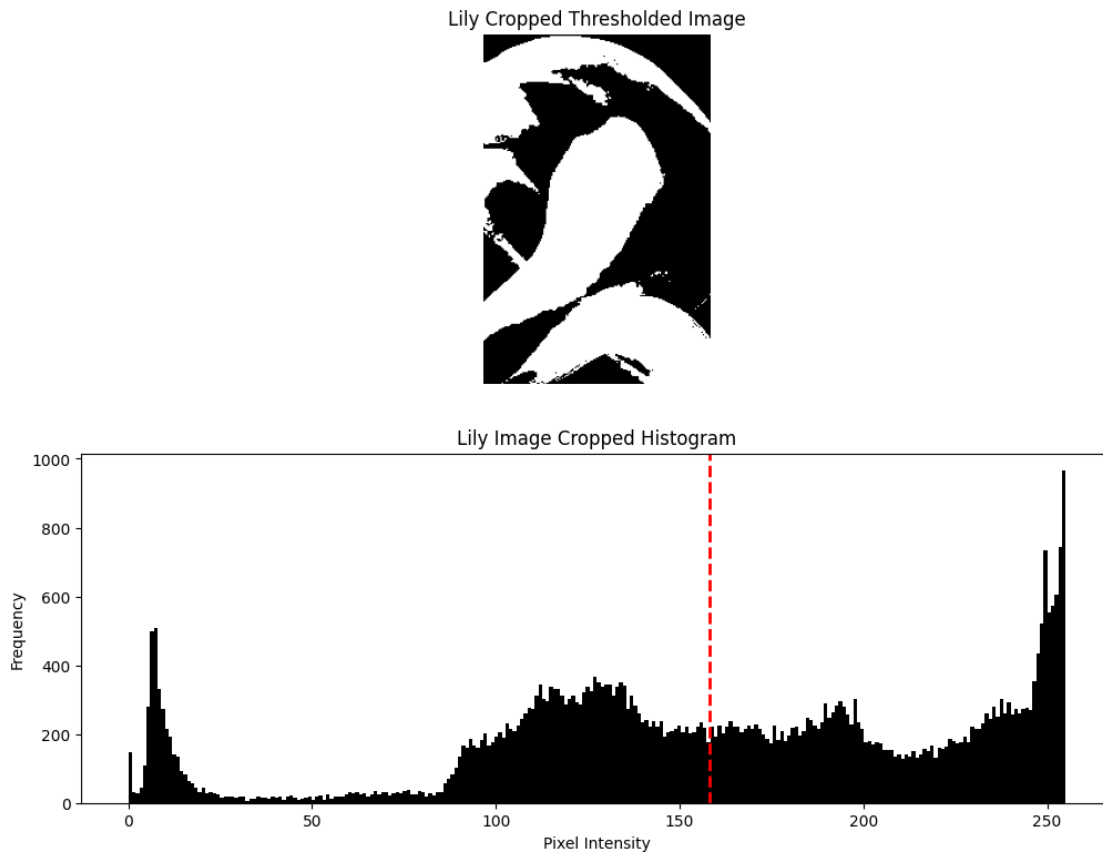 Lily Cropped Thresholded Image
Lily Image Cropped Histogram
1000
800
600
400
200
0
Frequency
0 50 100 150 200 250
Pixel Intensity